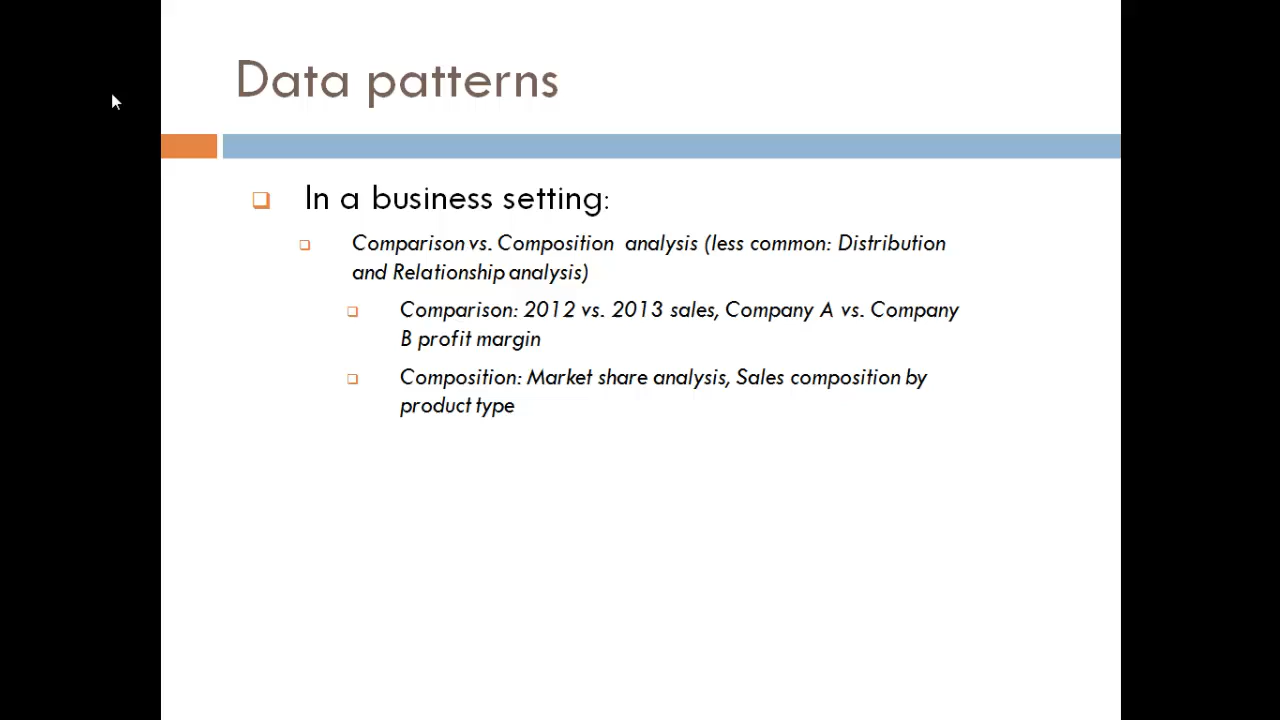 Data patterns
In a business setting:
Comparison vs. Composition analysis (less common: Distribution
and Relationship analysis)
Comparison: 2012 vs. 2013 sales, Company A vs. Company
B profit margin
Composition: Market share analysis, Sales composition by
product type